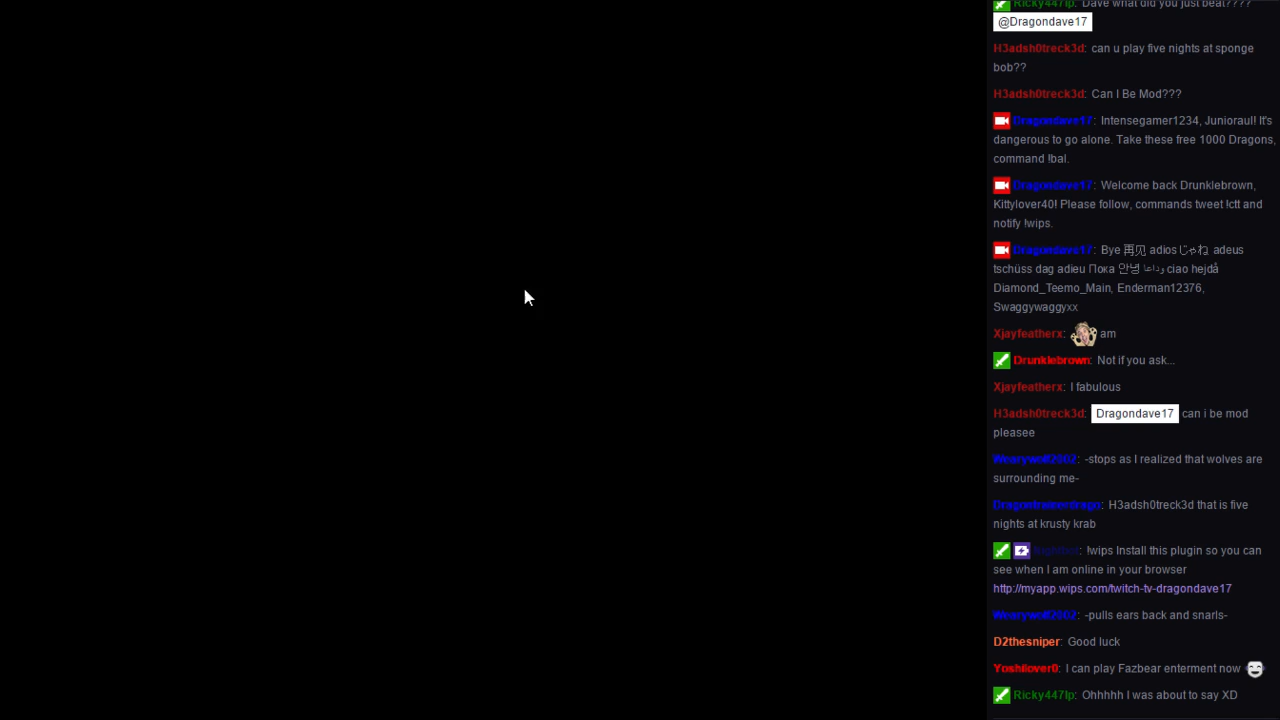 Ricky447lp: Dave what did you just beat????
@Dragondave17
H3adsh0treck3d: can u play five nights at sponge
bob??
H3adsh0treck3d: Can I Be Mod???
Dragondave17: Intensegamer1234, Junioraul! It's
dangerous to go alone. Take these free 1000 Dragons,
command !bal.
Dragondave17: Welcome back Drunklebrown,
Kittylover40! Please follow, commands tweet !ctt and
notify !wips.
Dragondave17: Bye 再见 adios じゃね adeus
tschüss dag adieu Пока 안녕 وداعا ciao hejdå
Diamond_Teemo_Main, Enderman12376,
Swaggywaggyxx
Xjayfeatherx: am
Drunklebrown: Not if you ask...
Xjayfeatherx: I fabulous
H3adsh0treck3d: Dragondave17 can i be mod
pleasee
Wearywolf2002: -stops as I realized that wolves are
surrounding me-
Dragontrainerdrago: H3adsh0treck3d that is five
nights at krusty krab
: !wips Install this plugin so you can
see when I am online in your browser
http://myapp.wips.com/twitch-tv-dragondave17
Wearywolf2002: -pulls ears back and snarls-
D2thesniper: Good luck
Yoshilover0: I can play Fazbear enterment now
Ricky447lp: Ohhhhh I was about to say XD